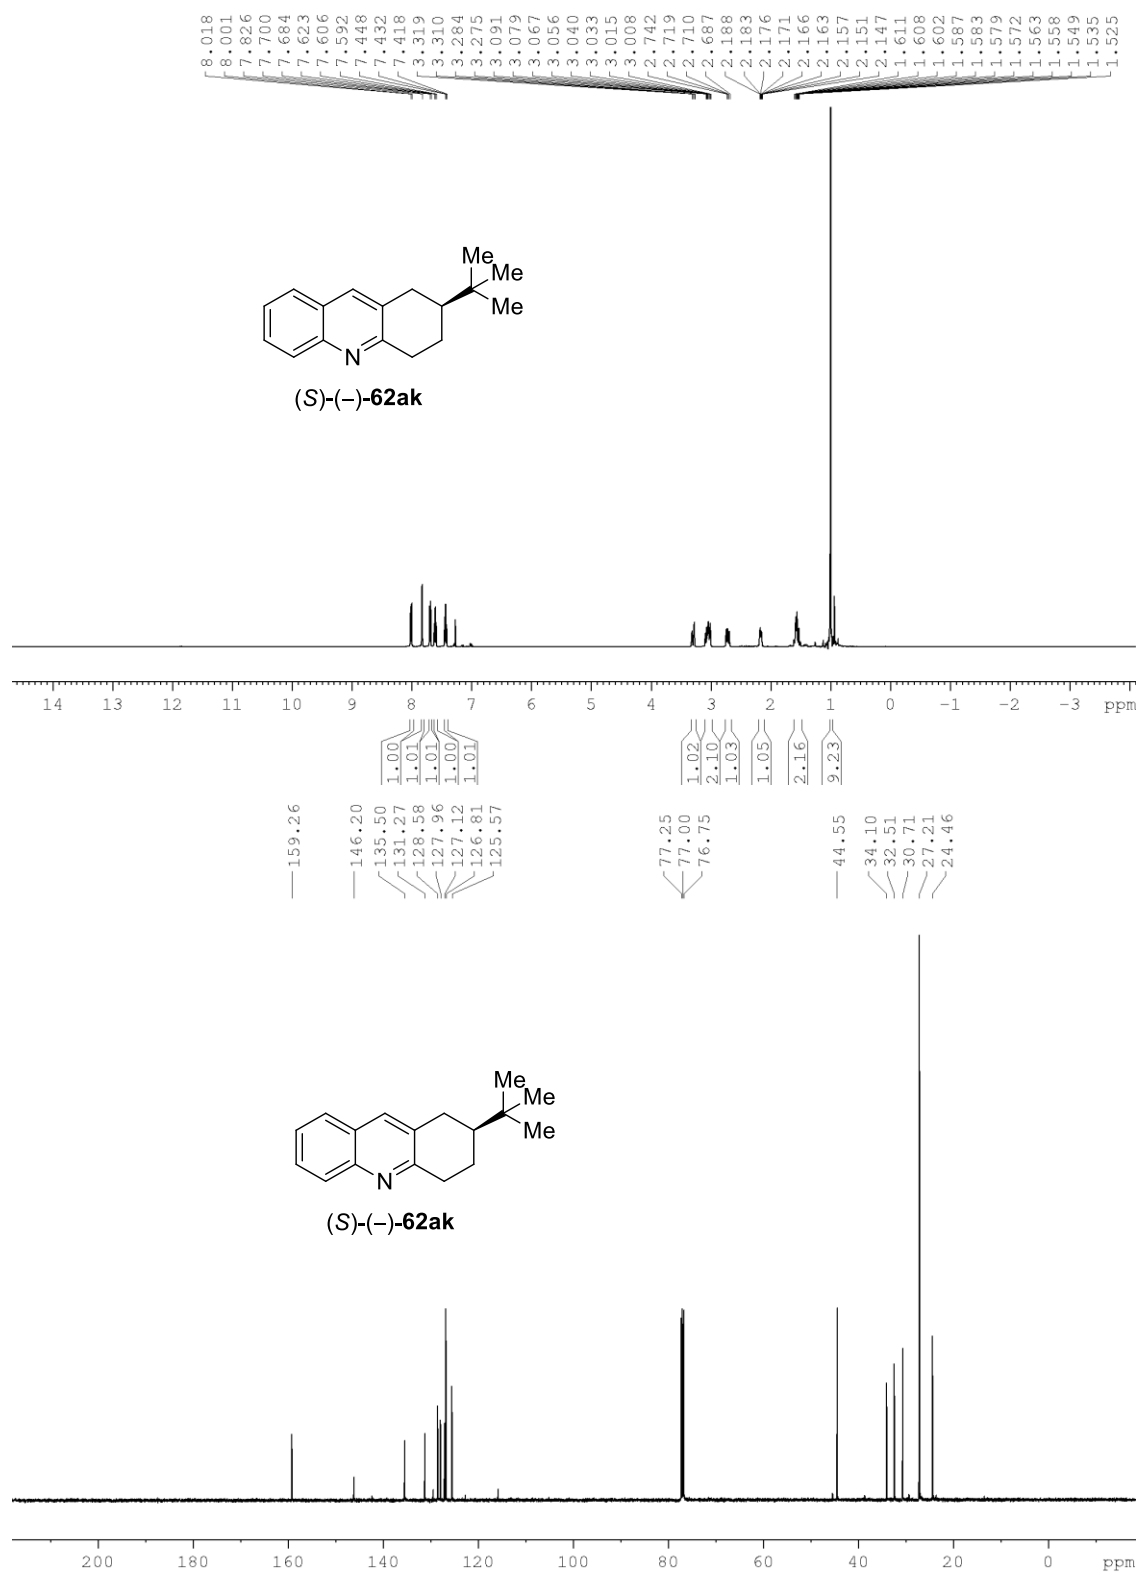 8.018 8.001 7.826 7.700 7.684 7.623 7.606 7.592 7.448 7.432 7.418 3.319 3.310 3.284 3.275 3.091 3.079 3.067 3.056 3.040 3.033 3.015 3.008 2.742 2.719 2.710 2.687 2.188 2.183 2.176 2.171 2.166 2.163 2.157 2.151 2.147 1.611 1.608 1.602 1.587 1.583 1.579 1.572 1.563 1.558 1.549 1.535 1.525
Me
Me
Me
N
(S)-(–)-62ak
14 13 12 11 10 9 8 7 6 5 4 3 2 1 0 -1 -2 -3 ppm
1.00 1.01 1.01 1.00 1.01 1.02 2.10 1.03 1.05 2.16 9.23
159.26 146.20 135.50 131.27 128.58 127.96 127.12 126.81 125.57 77.25 77.00 76.75 44.55 34.10 32.51 30.71 27.21 24.46
Me
Me
Me
N
(S)-(–)-62ak
200 180 160 140 120 100 80 60 40 20 0 ppm